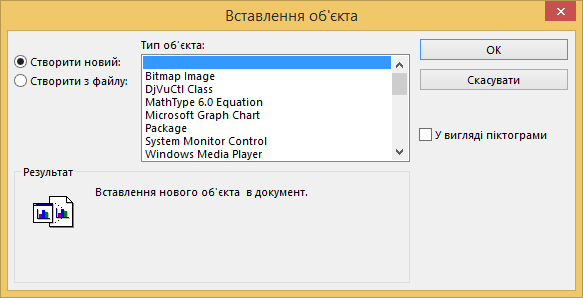 Вставлення об'єкта
Тип об'єкта:
Створити новий:
Створити з файлу:
Bitmap Image
DjVuCtl Class
MathType 6.0 Equation
Microsoft Graph Chart
Package
System Monitor Control
Windows Media Player
ОК
Скасувати
У вигляді піктограми
Результат
Вставлення нового об'єкта в документ.